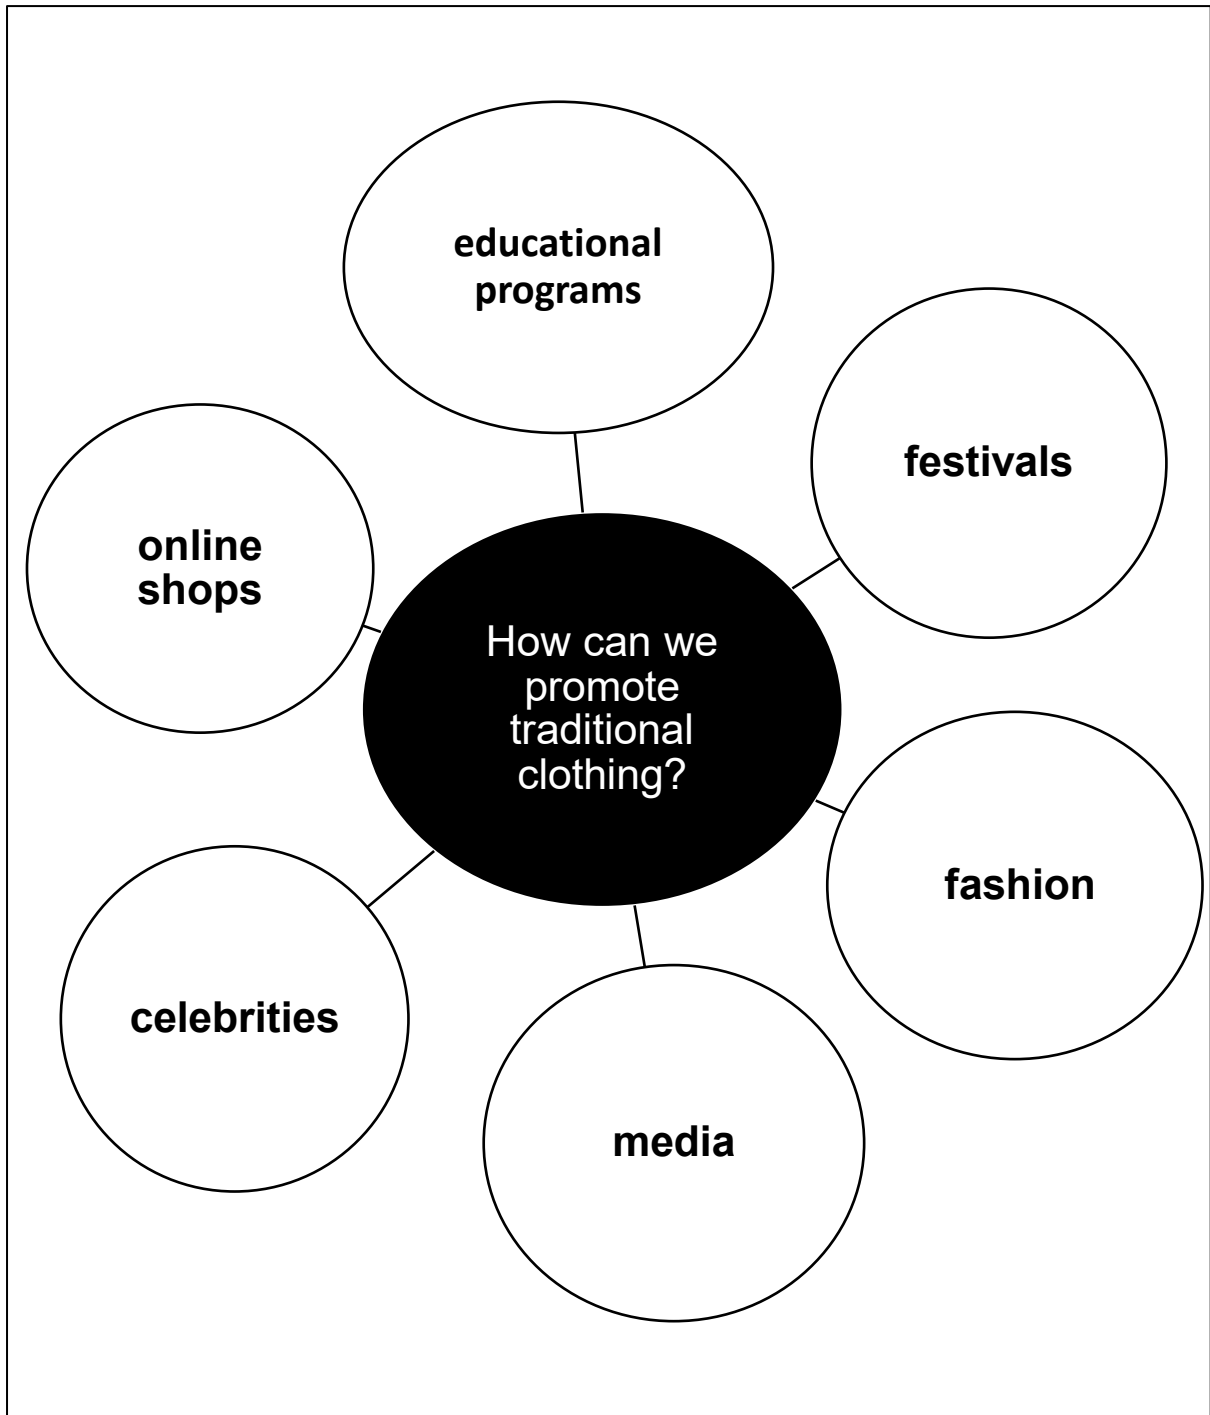 educational
programs
festivals
online
shops
How can we
promote
traditional
clothing?
fashion
celebrities
media